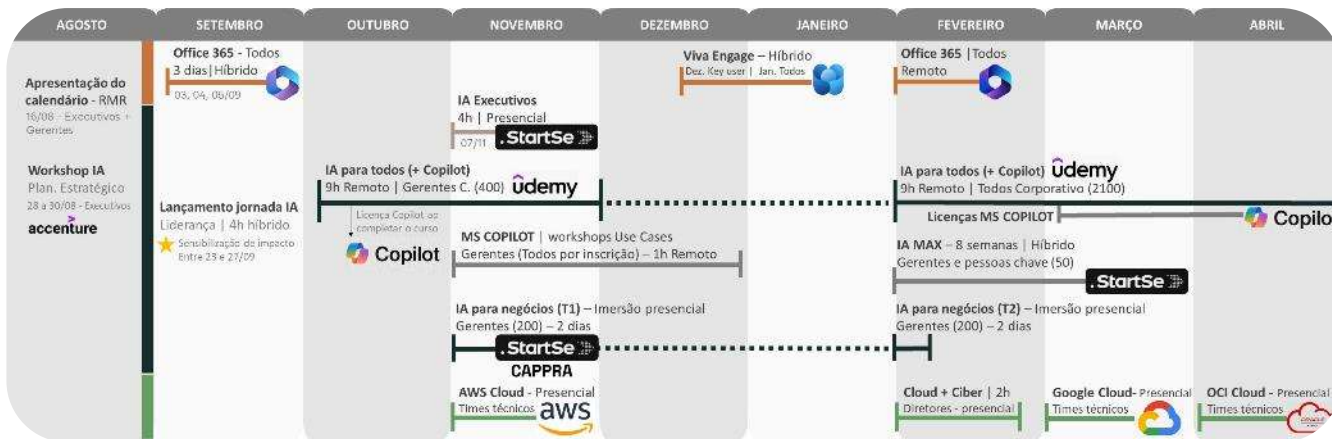 AGOSTO
SETEMBRO
OUTUBRO
NOVEMBRO
DEZEMBRO
JANEIRO
FEVEREIRO
MARÇO
ABRIL
Apresentação do
calendário - RMR
16/08 - Executivos +
Gerentes
Workshop IA
Plan. Estratégico
28 a 30/08 - Executivos
accenture
Office 365 - Todos
3 dias|Híbrido
03, 04, 06/09
Lançamento jornada IA
Liderança | 4h híbrido
Sensibilização de impacto
Entre 23 e 27/09
IA para todos (+ Copilot)
9h Remoto | Gerentes C. (400)
ûdemy
Licença Copilot ao
completar o curso
Copilot
IA Executivos
4h | Presencial
07/11
.StartSe
MS COPILOT | workshops Use Cases
Gerentes (Todos por inscrição) – 1h Remoto
IA para negócios (T1) – Imersão presencial
Gerentes (200) – 2 dias
.StartSe
CAPPRA
AWS Cloud - Presencial
Times técnicos
aws
Viva Engage – Híbrido
Dez. Key user | Jan. Todos
Office 365 |Todos
Remoto
IA para todos (+ Copilot)
ûdemy
9h Remoto | Todos Corporativo (2100)
Licenças MS COPILOT
Copilo
IA MAX – 8 semanas | Híbrido
Gerentes e pessoas chave (50)
.StartSe
IA para negócios (T2) – Imersão presencial
Gerentes (200) – 2 dias
Cloud + Ciber | 2h
Diretores - presencial
Google Cloud- Presencial
Times técnicos
OCI Cloud - Presencial
Times técnicos